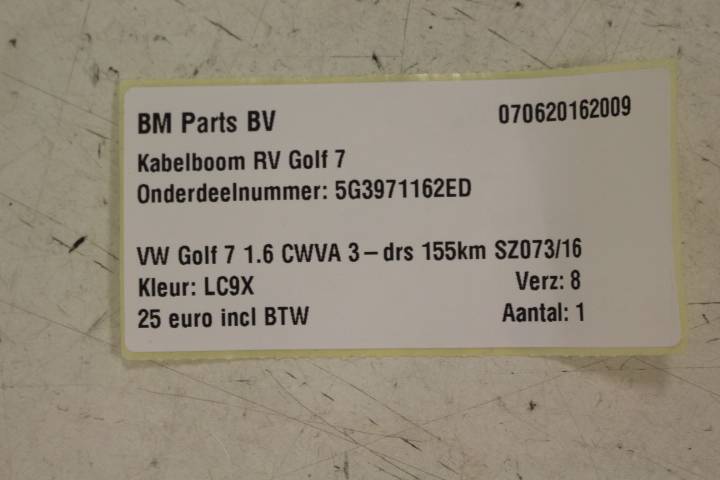 BM Parts BV 070620162009
Kabelboom RV Golf 7
Onderdeelnummer: 5G3971162ED
VW Golf 7 1.6 CWVA 3-drs 155km SZ073/16
Kleur: LC9X Verz: 8
25 euro incl BTW Aantal: 1